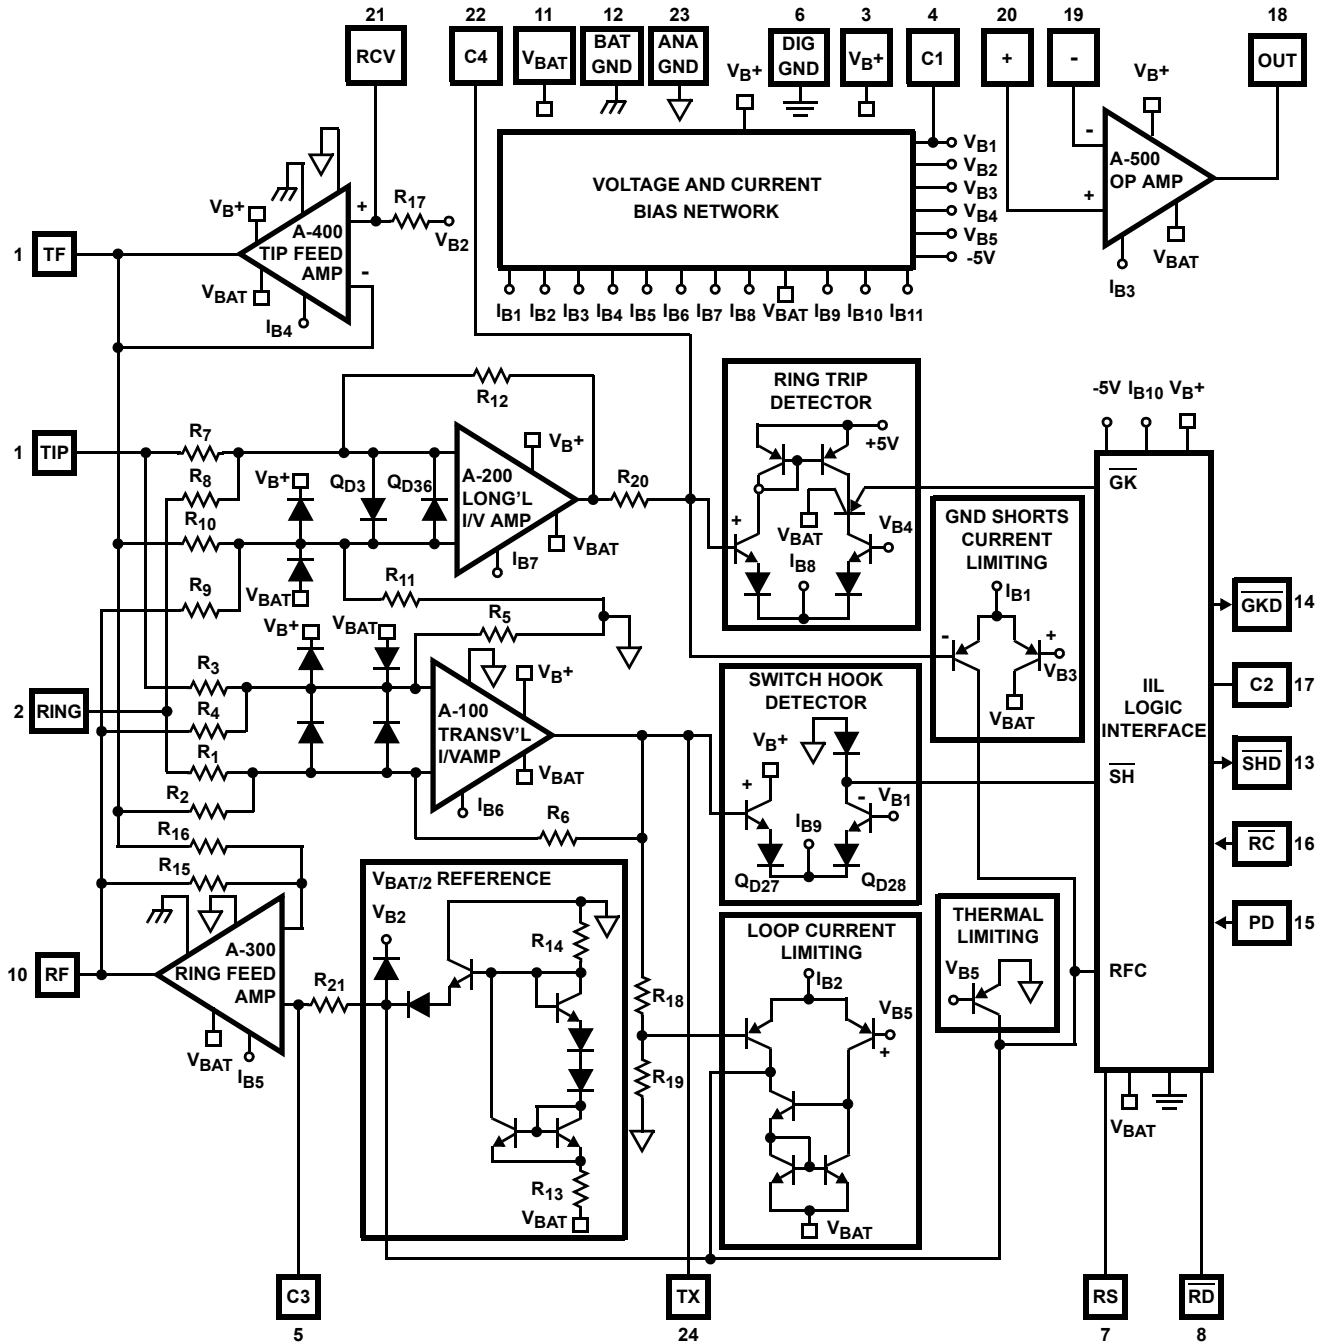 21 22 11 12 23 6 3 4 20 19 18
RCV C4 VBAT BAT GND ANA GND DIG GND VB+ C1 + - OUT
VB+
VB+
VOLTAGE AND CURRENT
BIAS NETWORK
VB1
VB2
VB3
VB4
VB5
-5V
IB1 IB2 IB3 IB4 IB5 IB6 IB7 IB8 VBAT IB9 IB10 IB11
-
A-500
OP AMP
+
VBAT
IB3
R17
VB2
VB+
+
A-400
TIP FEED
AMP
-
VBAT
IB4
1 TF
1 TIP
R7
R8
R10
R9
VB+
VBAT
QD3
QD36
R12
A-200
LONG'L
I/V AMP
VB+
VBAT
IB7
R20
R11
R5
RING TRIP
DETECTOR
+5V
+
VBAT
VB4
IB8
GND SHORTS
CURRENT
LIMITING
IB1
-
+
VB3
VBAT
-5V IB10 VB+
GK
IIL
LOGIC
INTERFACE
SH
RFC
VBAT
GKD 14
C2 17
SHD 13
RC 16
PD 15
2 RING
R3
R4
R1
R2
R16
R15
VB+
VBAT
A-100
TRANSV'L
I/VAMP
VB+
VBAT
IB6
R6
SWITCH HOOK
DETECTOR
VB+
+
-
VB1
IB9
QD27
QD28
10 RF
A-300
RING FEED
AMP
VBAT
IB5
R21
VBAT/2 REFERENCE
VB2
R14
R13
VBAT
R18
R19
LOOP CURRENT
LIMITING
IB2
VB5
+
VBAT
THERMAL
LIMITING
VB5
C3
5
TX
24
RS
7
RD
8